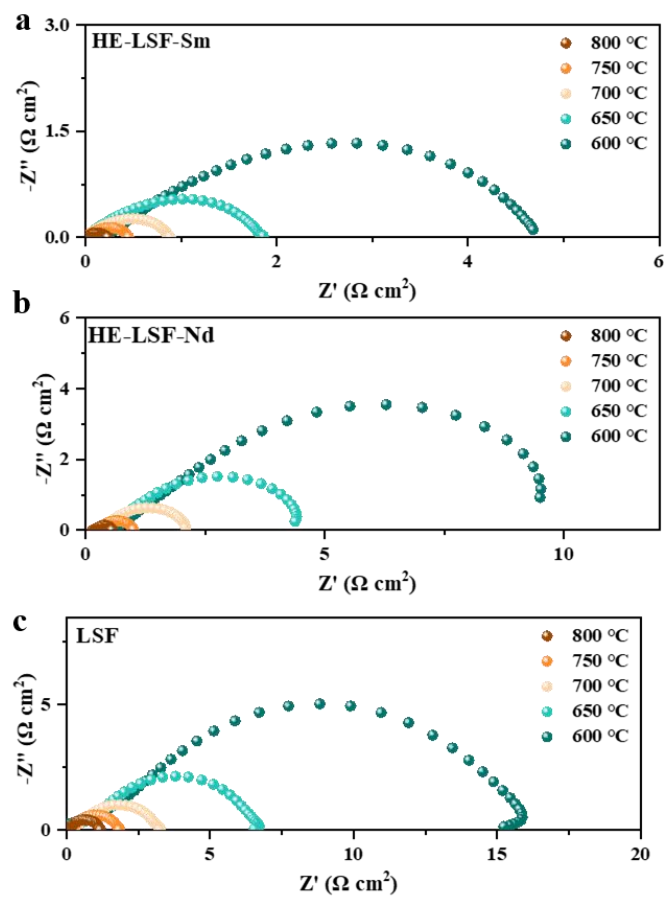 a
HE-LSF-Sm
800 °C
750 °C
700 °C
650 °C
600 °C
3.0
1.5
0.0
-Z" (Ω cm²)
0 2 4 6
Z' (Ω cm²)
b
HE-LSF-Nd
800 °C
750 °C
700 °C
650 °C
600 °C
6
4
2
0
-Z" (Ω cm²)
0 5 10
Z' (Ω cm²)
c
LSF
800 °C
750 °C
700 °C
650 °C
600 °C
5
0
-Z" (Ω cm²)
0 5 10 15 20
Z' (Ω cm²)